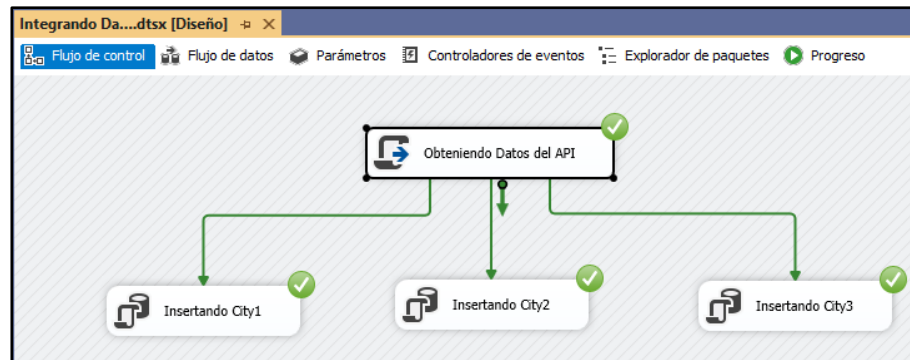 Integrando Da....dtsx [Diseño]
Flujo de control Flujo de datos Parámetros Controladores de eventos Explorador de paquetes Progreso
Obteniendo Datos del API
Insertando City1
Insertando City2
Insertando City3